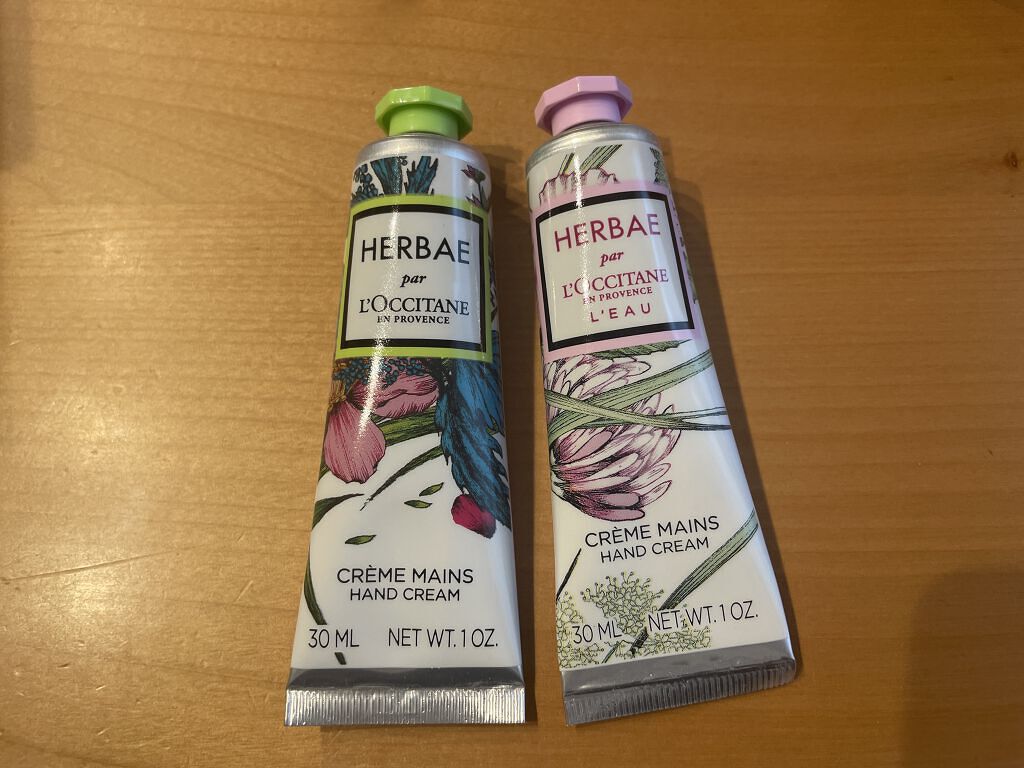 HERBAE
par
L'OCCITANE
EN PROVENCE
CRÈME MAINS
HAND CREAM
30 ML NET WT. 1 OZ.
HERBAE
par
L'OCCITANE
EN PROVENCE
L'EAU
CRÈME MAINS
HAND CREAM
30 ML NET WT. 1 OZ.